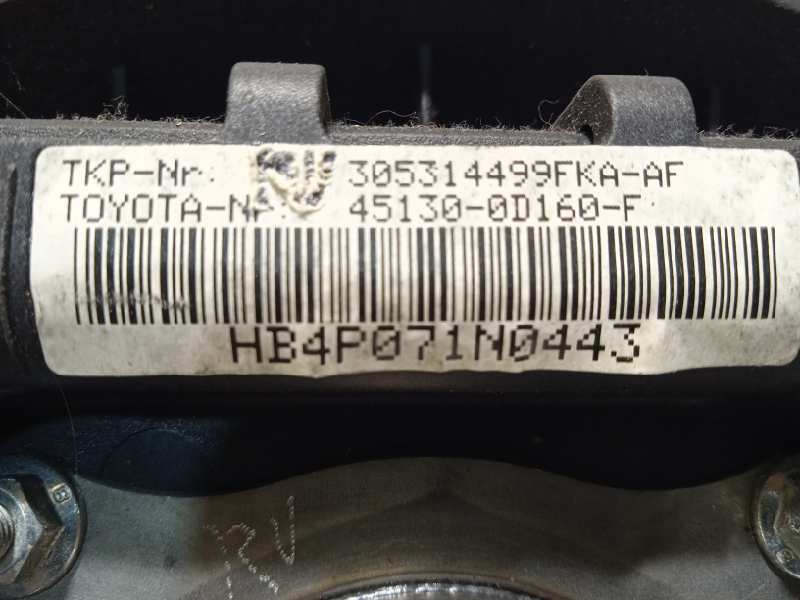 TKP-Nr: 305314499FKA-AF
TOYOTA-Nr: 45130-0D160-F
HB4P071N0443